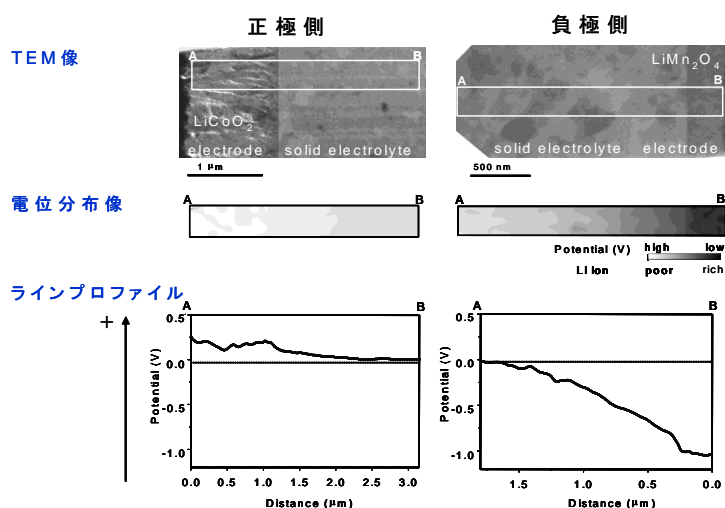 正極側
負極側
TEM像
A B
LiCoO2
electrode solid electrolyte
1 μm
LiMn2O4
A B
solid electrolyte electrode
500 nm
電位分布像
A B
A B
Potential (V) high low
Li Ion poor rich
ラインプロファイル
+
A B
0.5
0.0
-0.5
-1.0
Potential (V)
0.0 0.5 1.0 1.5 2.0 2.5 3.0
Distance (μm)
A B
0.5
0.0
-0.5
-1.0
Potential (V)
1.5 1.0 0.5 0.0
Distance (μm)